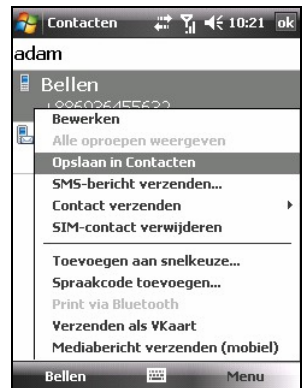 Contacten 10:21 ok
adam
Bellen
Bewerken
Alle oproepen weergeven
Opslaan in Contacten
SMS-bericht verzenden...
Contact verzenden
SIM-contact verwijderen
Toevoegen aan snelkeuze...
Spraakcode toevoegen...
Print via Bluetooth
Verzenden als VKaart
Mediabericht verzenden (mobiel)
Bellen Menu